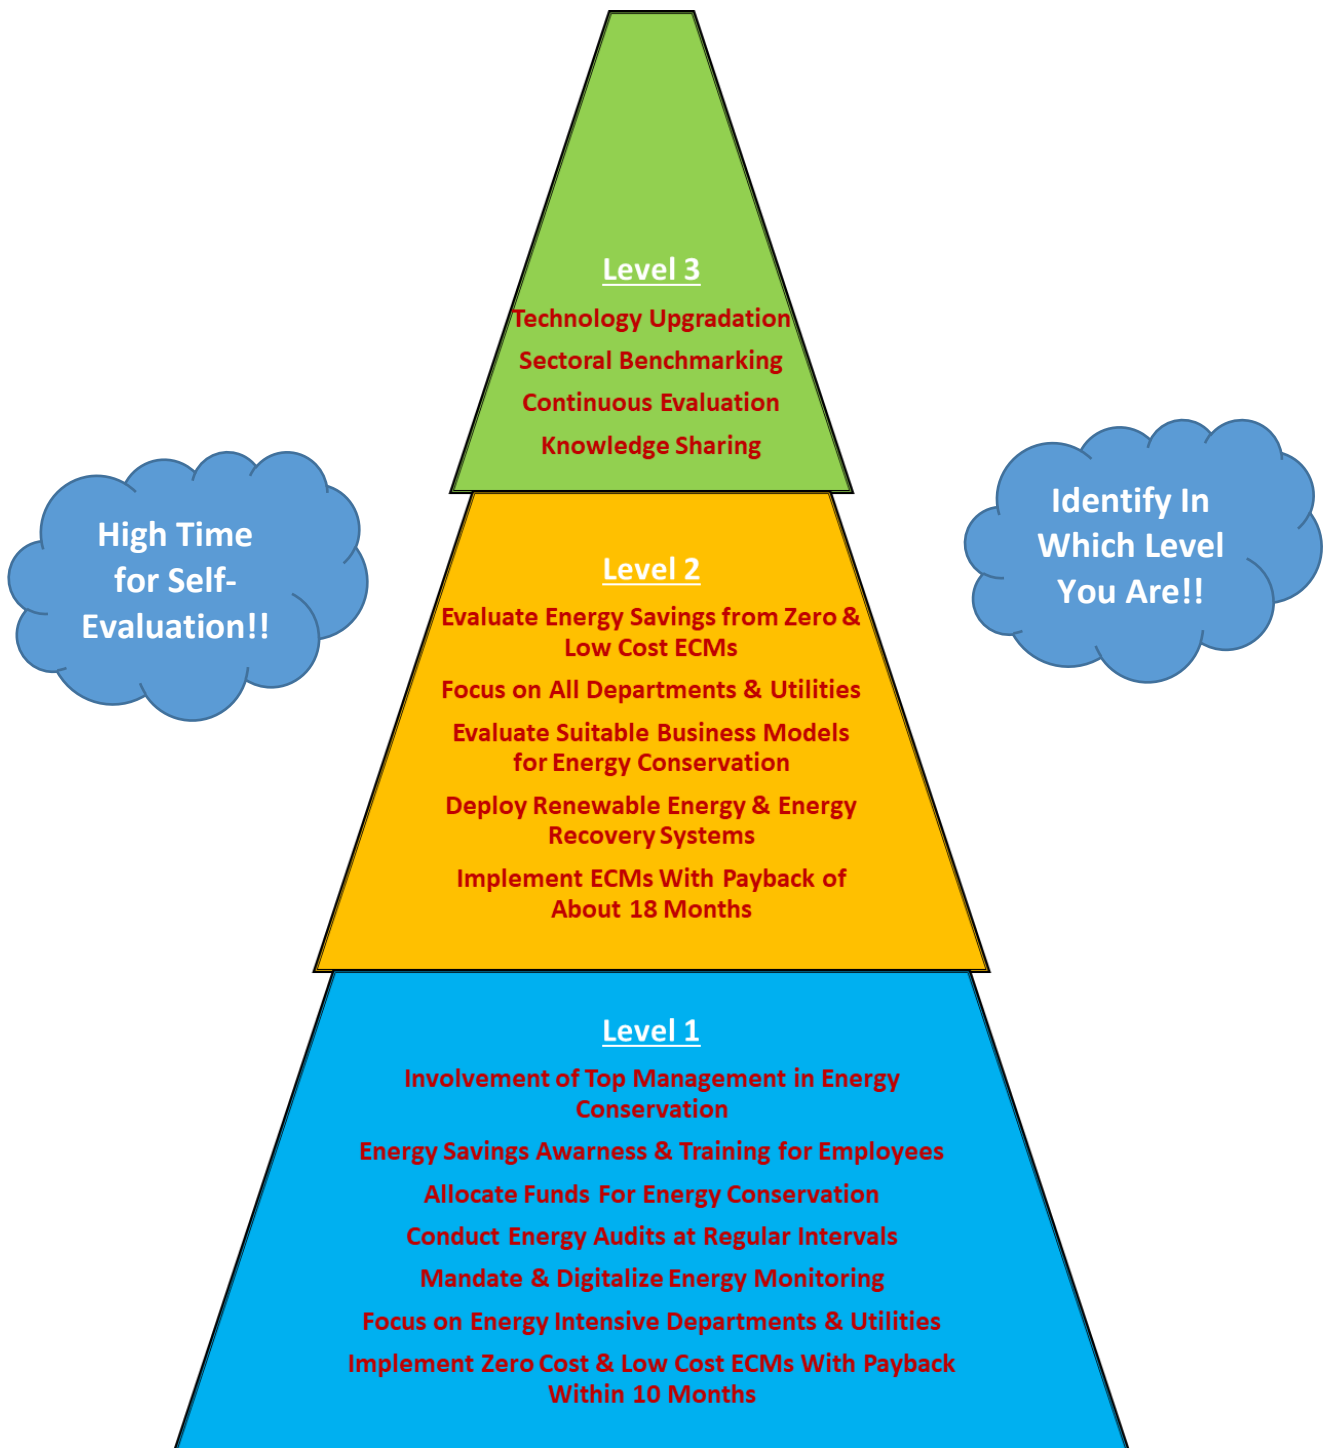 Level 3
Technology Upgradation
Sectoral Benchmarking
Continuous Evaluation
Knowledge Sharing
High Time
for Self-
Evaluation!!
Identify In
Which Level
You Are!!
Level 2
Evaluate Energy Savings from Zero &
Low Cost ECMs
Focus on All Departments & Utilities
Evaluate Suitable Business Models
for Energy Conservation
Deploy Renewable Energy & Energy
Recovery Systems
Implement ECMs With Payback of
About 18 Months
Level 1
Involvement of Top Management in Energy
Conservation
Energy Savings Awarness & Training for Employees
Allocate Funds For Energy Conservation
Conduct Energy Audits at Regular Intervals
Mandate & Digitalize Energy Monitoring
Focus on Energy Intensive Departments & Utilities
Implement Zero Cost & Low Cost ECMs With Payback
Within 10 Months